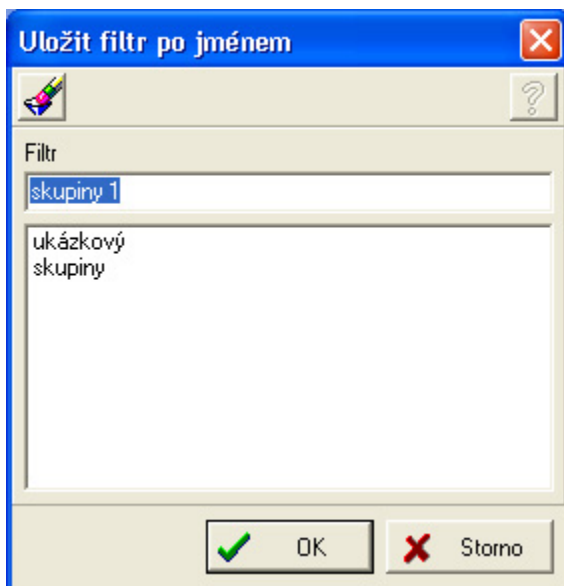 Uložit filtr po jménem
Filtr
skupiny 1
ukázkový
skupiny
OK
Storno